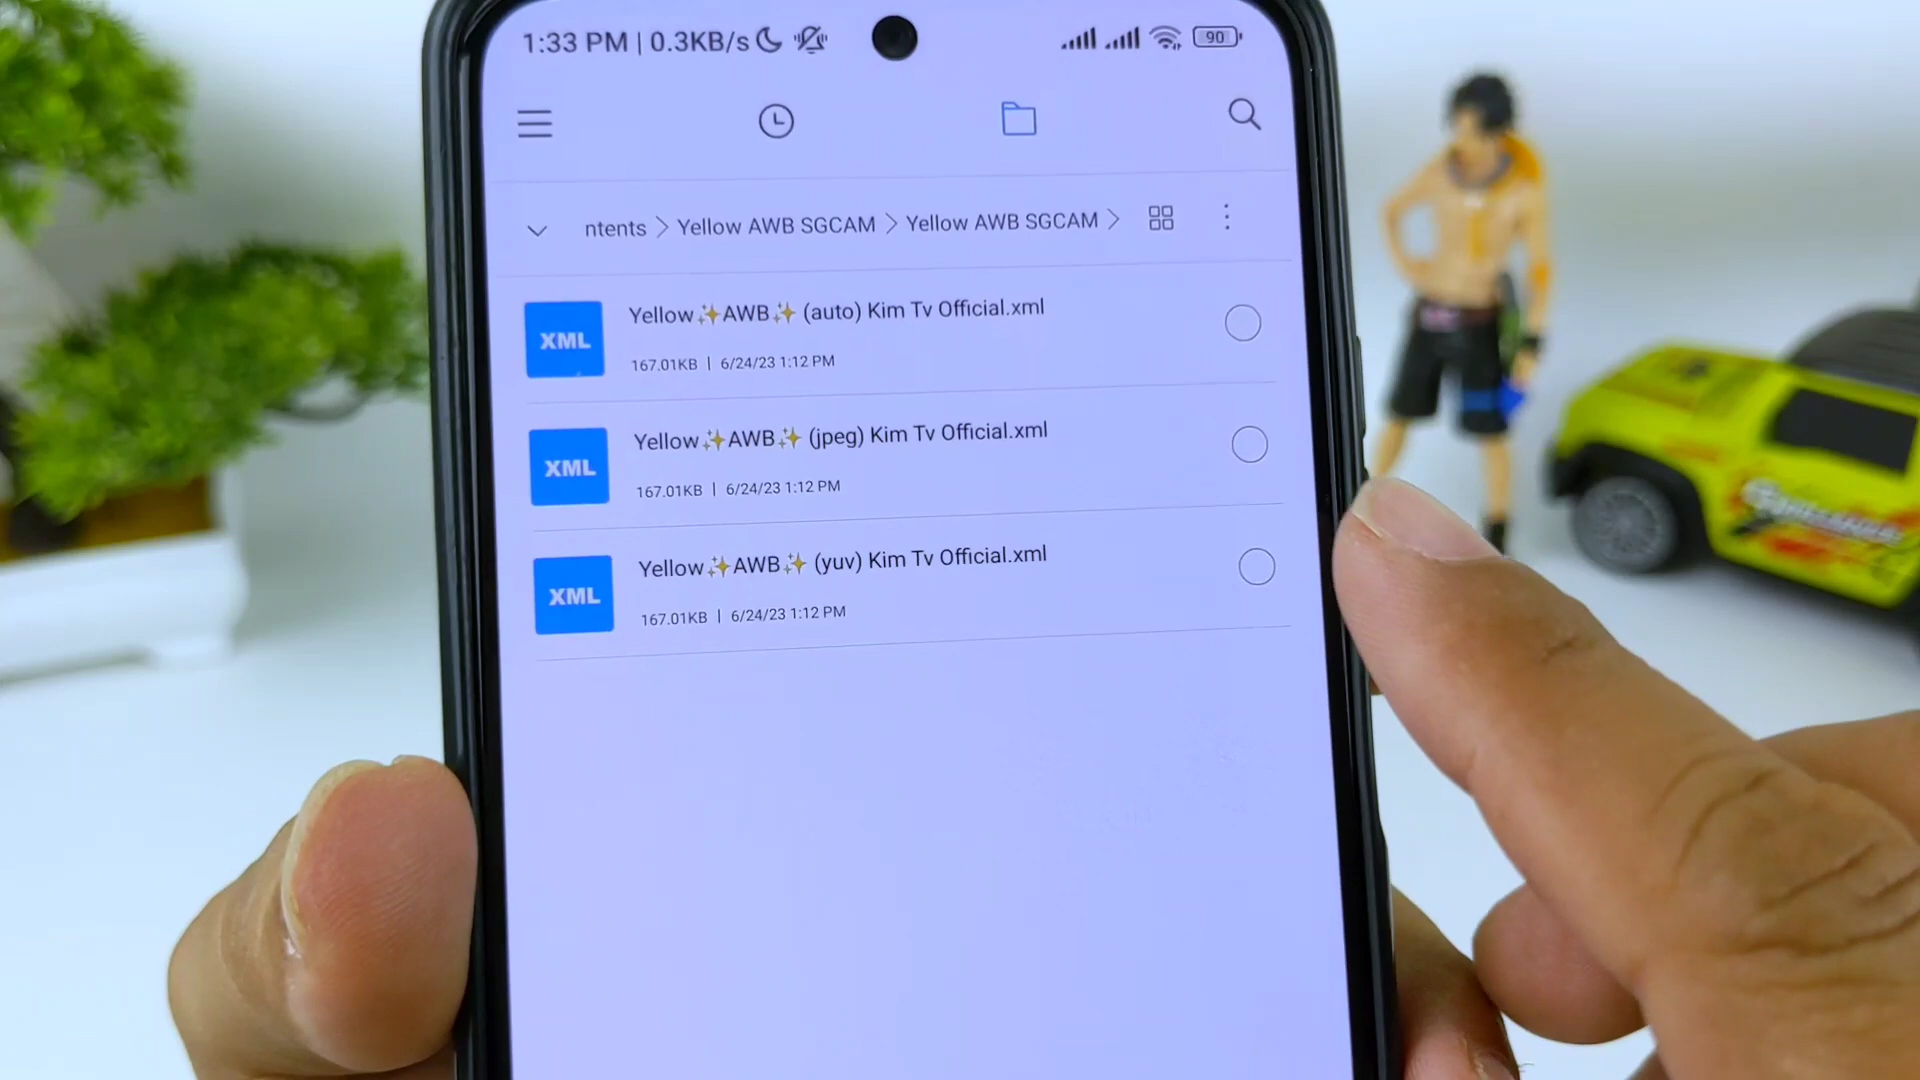 1:33 PM | 0.3KB/s 90
ntents > Yellow AWB SGCAM > Yellow AWB SGCAM >
XML Yellow✨AWB✨ (auto) Kim Tv Official.xml
167.01KB | 6/24/23 1:12 PM
XML Yellow✨AWB✨ (jpeg) Kim Tv Official.xml
167.01KB | 6/24/23 1:12 PM
XML Yellow✨AWB✨ (yuv) Kim Tv Official.xml
167.01KB | 6/24/23 1:12 PM